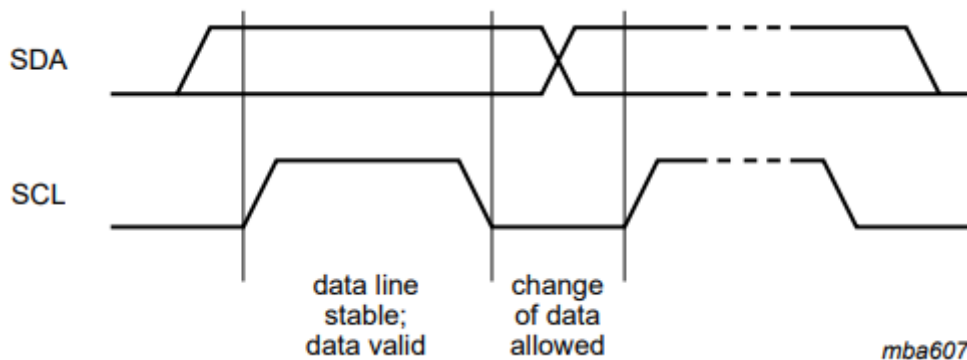 SDA
SCL
data line
stable;
data valid
change
of data
allowed
mba607